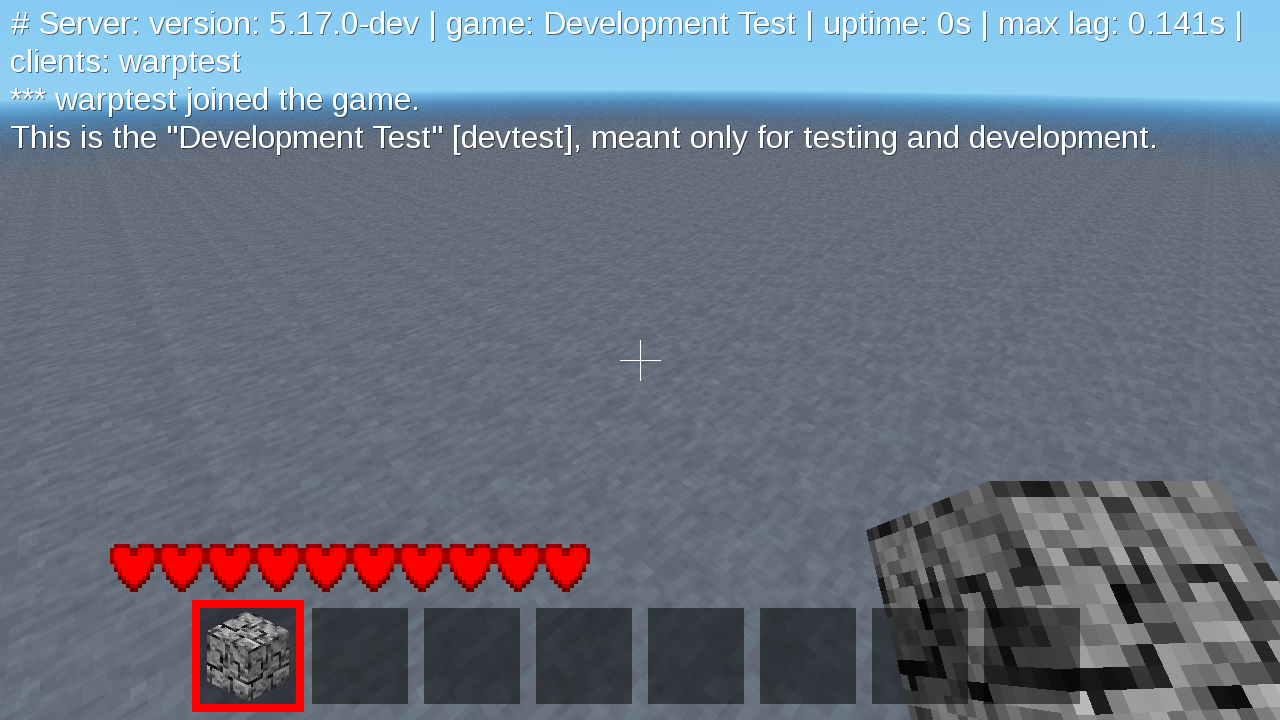 # Server: version: 5.17.0-dev | game: Development Test | uptime: 0s | max lag: 0.141s |
clients: warptest
*** warptest joined the game.
This is the "Development Test" [devtest], meant only for testing and development.